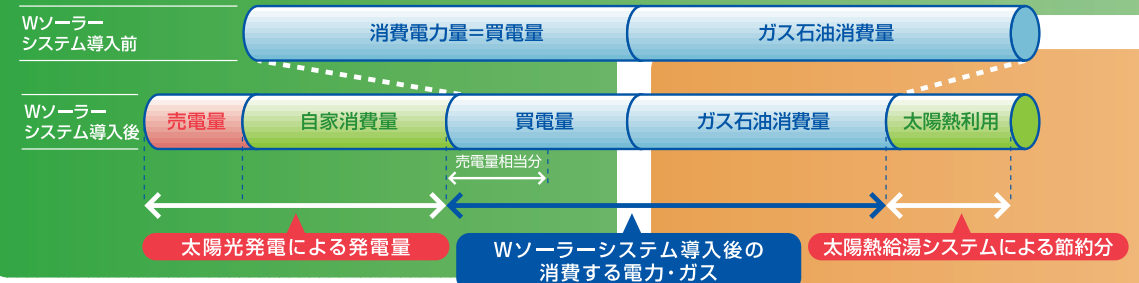 Wソーラー
システム導入前
消費電力量=買電量
ガス石油消費量
Wソーラー
システム導入後
売電量
自家消費量
買電量
ガス石油消費量
太陽熱利用
売電量相当分
太陽光発電による発電量
Wソーラーシステム導入後の
消費する電力・ガス
太陽熱給湯システムによる節約分